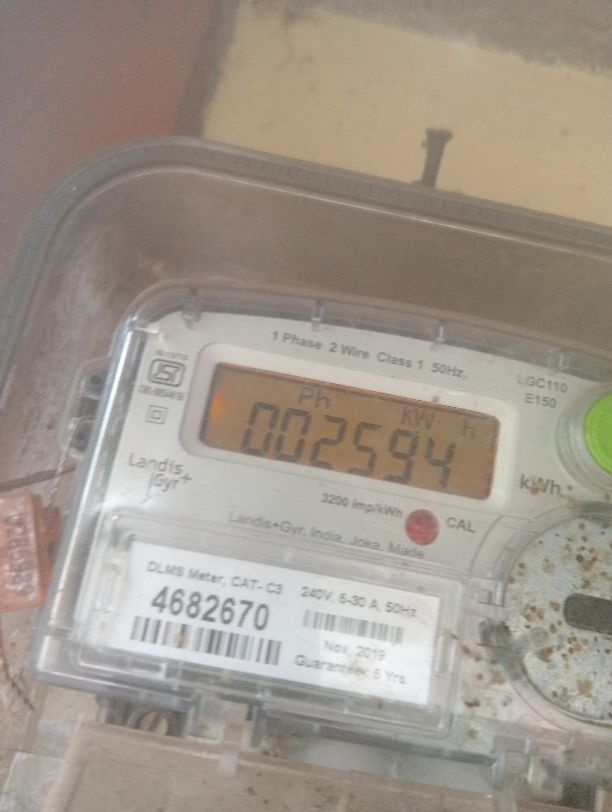 1 Phase 2 Wire Class 1 50Hz
LGC110
E150
IS-13779
Ph kW H
002594
kWh
Landis
Gyr+
3200 Imp/kWh
CAL
Landis+Gyr, India, Joka, Made
DLMS Meter, CAT- C3
4682670
240V, 5-30 A, 50Hz
Nov, 2019
Guarantee, 5 Yrs.